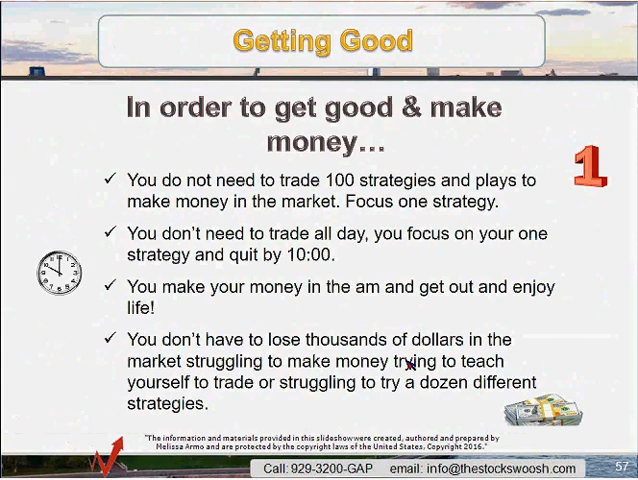 Getting Good
In order to get good & make
money…
✓ You do not need to trade 100 strategies and plays to
make money in the market. Focus one strategy.
1
✓ You don't need to trade all day, you focus on your one
strategy and quit by 10:00.
✓ You make your money in the am and get out and enjoy
life!
✓ You don't have to lose thousands of dollars in the
market struggling to make money trying to teach
yourself to trade or struggling to try a dozen different
strategies.
"The information and materials provided in this slideshow were created, authored and prepared by
Melissa Armo and are protected by the copyright laws of the United States, Copyright 2016."
Call: 929-3200-GAP email: info@thestockswoosh.com
57